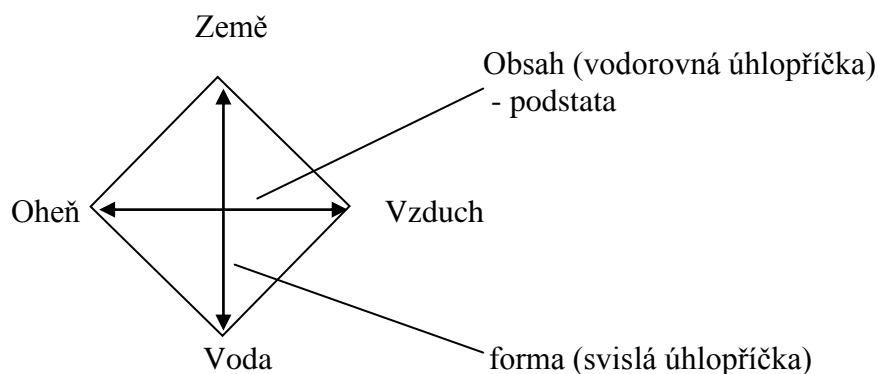 Země
Obsah (vodorovná úhlopříčka)
- podstata
Oheň
Vzduch
Voda
forma (svislá úhlopříčka)